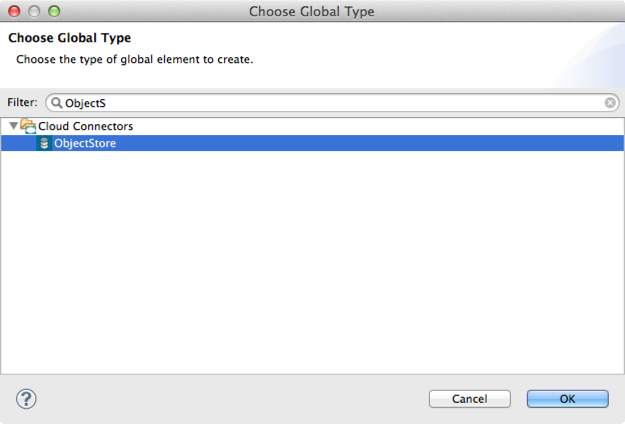 Choose Global Type
Choose Global Type
Choose the type of global element to create.
Filter: ObjectS
Cloud Connectors
ObjectStore
? Cancel OK